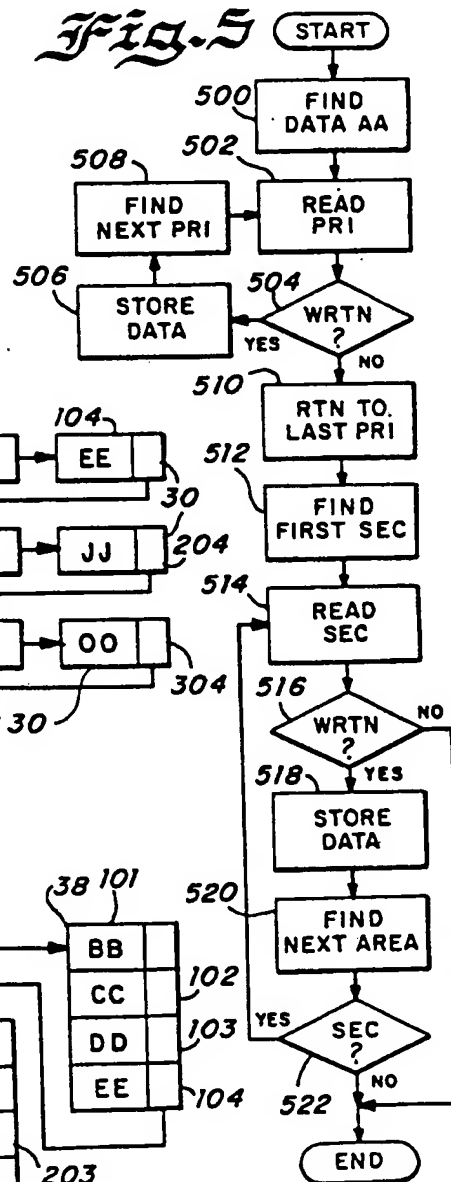 Fig. 5
START
500
FIND
DATA AA
508
502
FIND
NEXT PRI
READ
PRI
506
504
STORE
DATA
WRTN
?
YES
NO
510
RTN TO.
LAST PRI
104
EE
30
512
FIND
FIRST SEC
JJ
204
514
READ
SEC
OO
304
30
516
WRTN
?
NO
YES
518
STORE
DATA
38
101
520
FIND
NEXT AREA
BB
CC
102
DD
103
YES
SEC
?
EE
104
522
NO
203
END